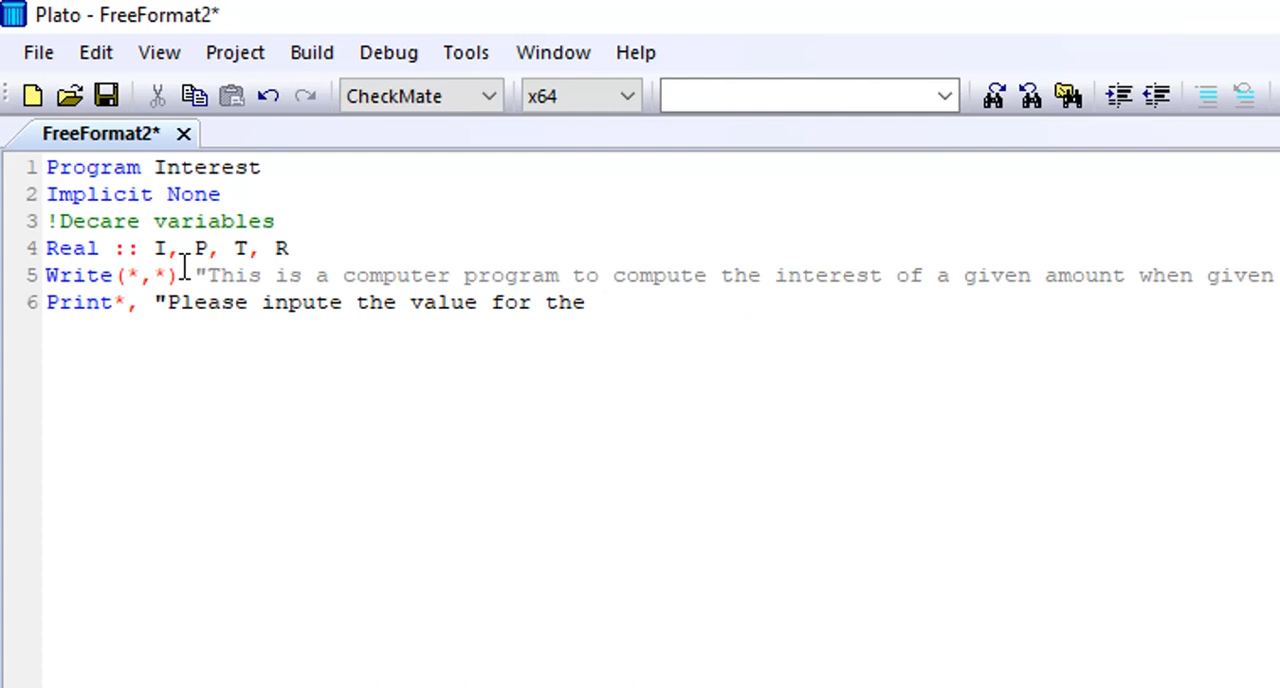 Plato - FreeFormat2*
File Edit View Project Build Debug Tools Window Help
CheckMate x64
FreeFormat2*
1 Program Interest
2 Implicit None
3 !Decare variables
4 Real :: I, P, T, R
5 Write(*,*) "This is a computer program to compute the interest of a given amount when given
6 Print*, "Please inpute the value for the